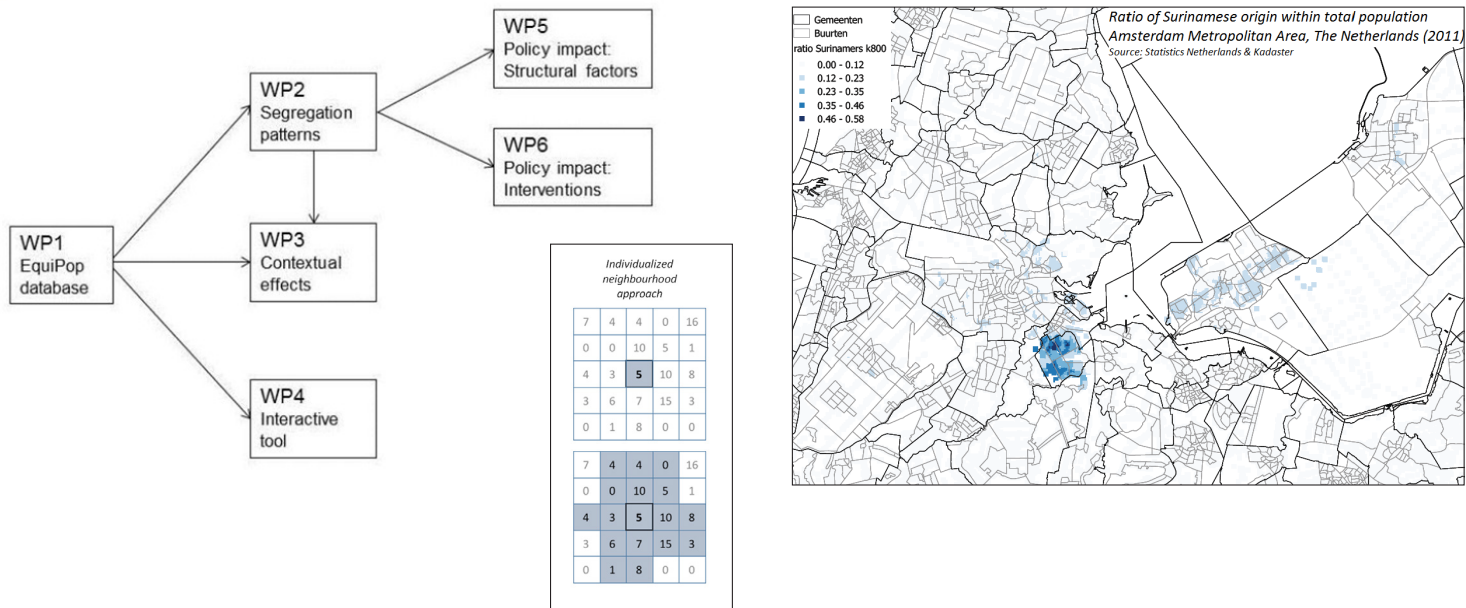 WP1
EquiPop
database
WP2
Segregation
patterns
WP3
Contextual
effects
WP4
Interactive
tool
WP5
Policy impact:
Structural factors
WP6
Policy impact:
Interventions
Individualized
neighbourhood
approach
7 4 4 0 16
0 0 10 5 1
4 3 5 10 8
3 6 7 15 3
0 1 8 0 0
7 4 4 0 16
0 0 10 5 1
4 3 5 10 8
3 6 7 15 3
0 1 8 0 0
Gemeenten
Buurten
ratio Surinamers k800
0.00 - 0.12
0.12 - 0.23
0.23 - 0.35
0.35 - 0.46
0.46 - 0.58
Ratio of Surinamese origin within total population
Amsterdam Metropolitan Area, The Netherlands (2011)
Source: Statistics Netherlands & Kadaster